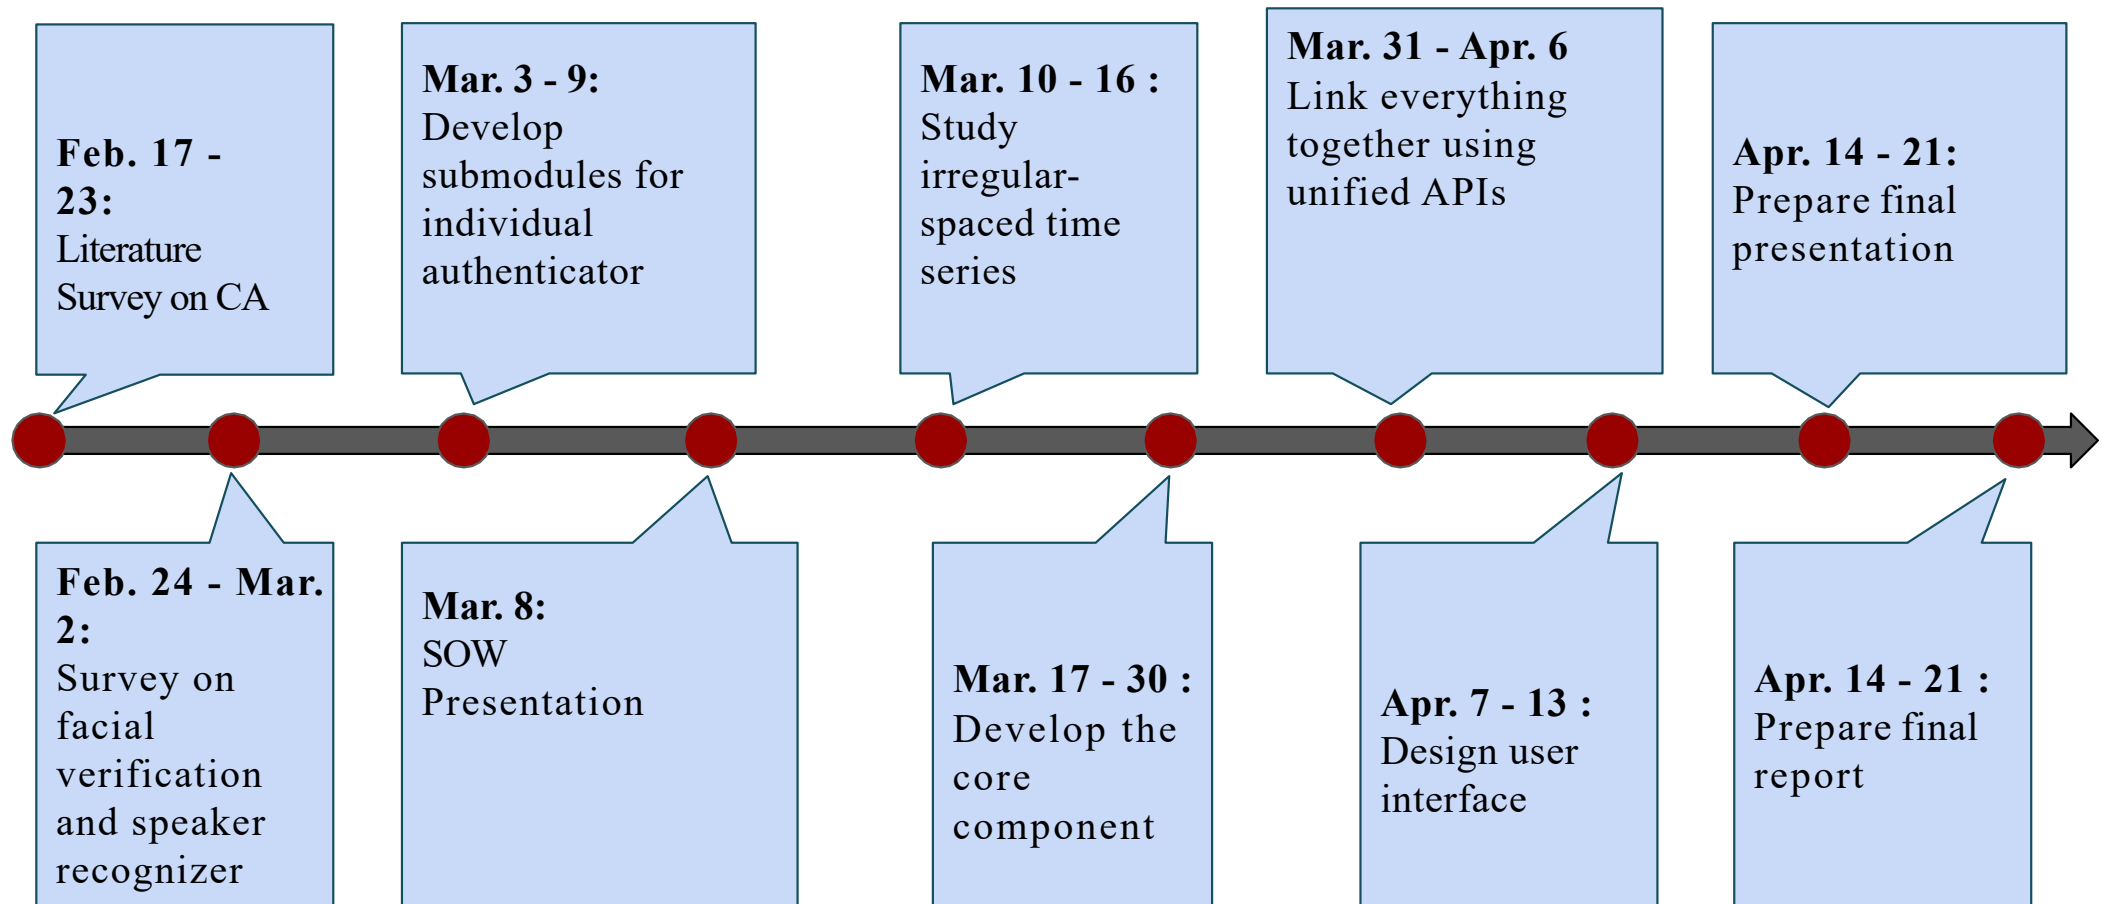 Feb. 17 -
23:
Literature
Survey on CA
Mar. 3 - 9:
Develop
submodules for
individual
authenticator
Mar. 10 - 16 :
Study
irregular-
spaced time
series
Mar. 31 - Apr. 6
Link everything
together using
unified APIs
Apr. 14 - 21:
Prepare final
presentation
Feb. 24 - Mar.
2:
Survey on
facial
verification
and speaker
recognizer
Mar. 8:
SOW
Presentation
Mar. 17 - 30 :
Develop the
core
component
Apr. 7 - 13 :
Design user
interface
Apr. 14 - 21 :
Prepare final
report